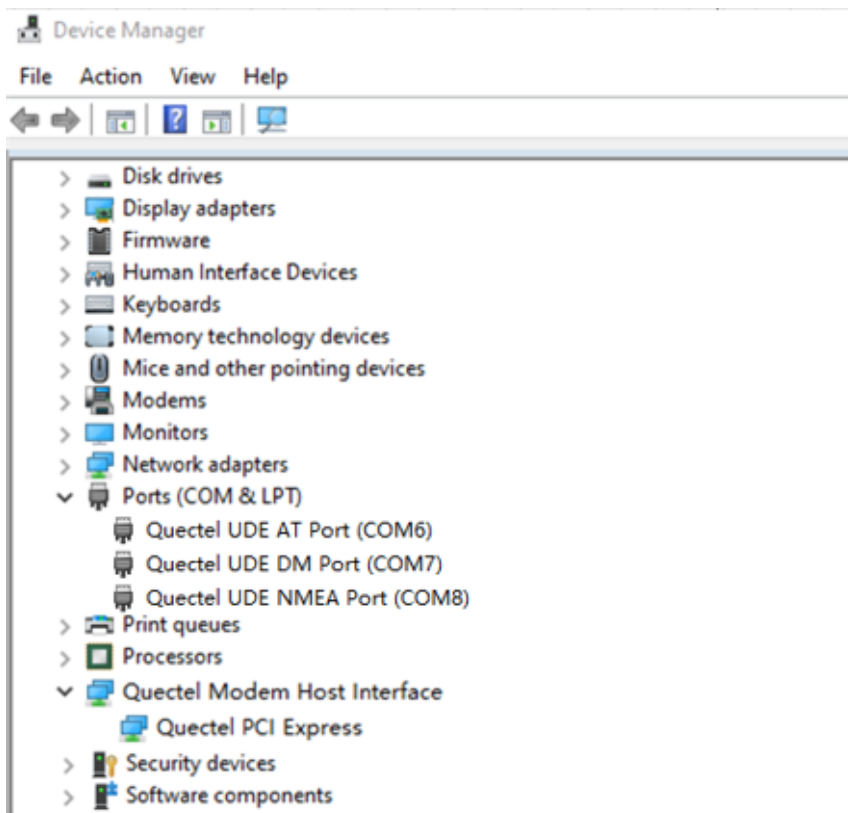 Device Manager
File Action View Help
?
Disk drives
Display adapters
Firmware
Human Interface Devices
Keyboards
Memory technology devices
Mice and other pointing devices
Modems
Monitors
Network adapters
Ports (COM & LPT)
Quectel UDE AT Port (COM6)
Quectel UDE DM Port (COM7)
Quectel UDE NMEA Port (COM8)
Print queues
Processors
Quectel Modem Host Interface
Quectel PCI Express
Security devices
Software components